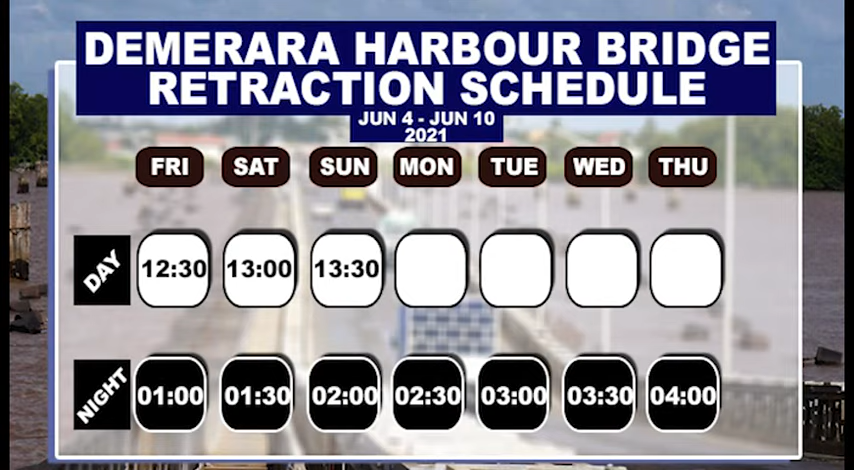 DEMERARA HARBOUR BRIDGE
RETRACTION SCHEDULE
JUN 4 - JUN 10
2021
FRI SAT SUN MON TUE WED THU
DAY 12:30 13:00 13:30
NIGHT 01:00 01:30 02:00 02:30 03:00 03:30 04:00